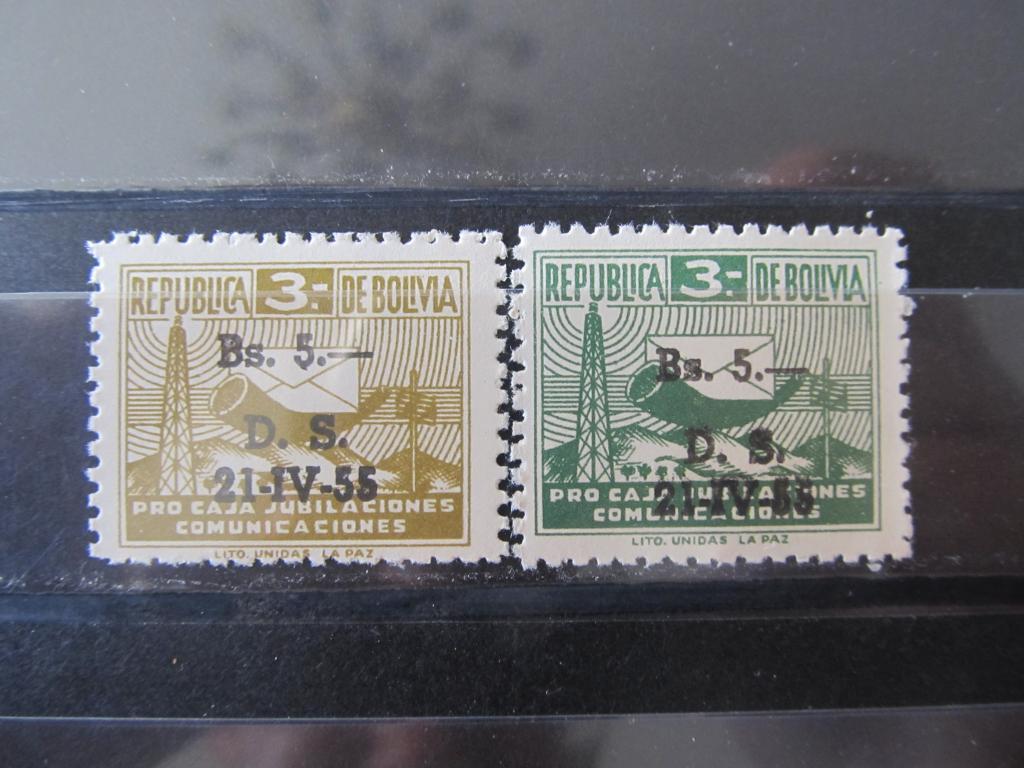 REPUBLICA 3.- DE BOLIVIA
Bs. 5.—
D. S.
21-IV-55
PRO CAJA JUBILACIONES
COMUNICACIONES
LITO. UNIDAS LA PAZ
REPUBLICA 3.- DE BOLIVIA
Bs. 5.—
D. S.
21-IV-55
PRO CAJA JUBILACIONES
COMUNICACIONES
LITO. UNIDAS LA PAZ